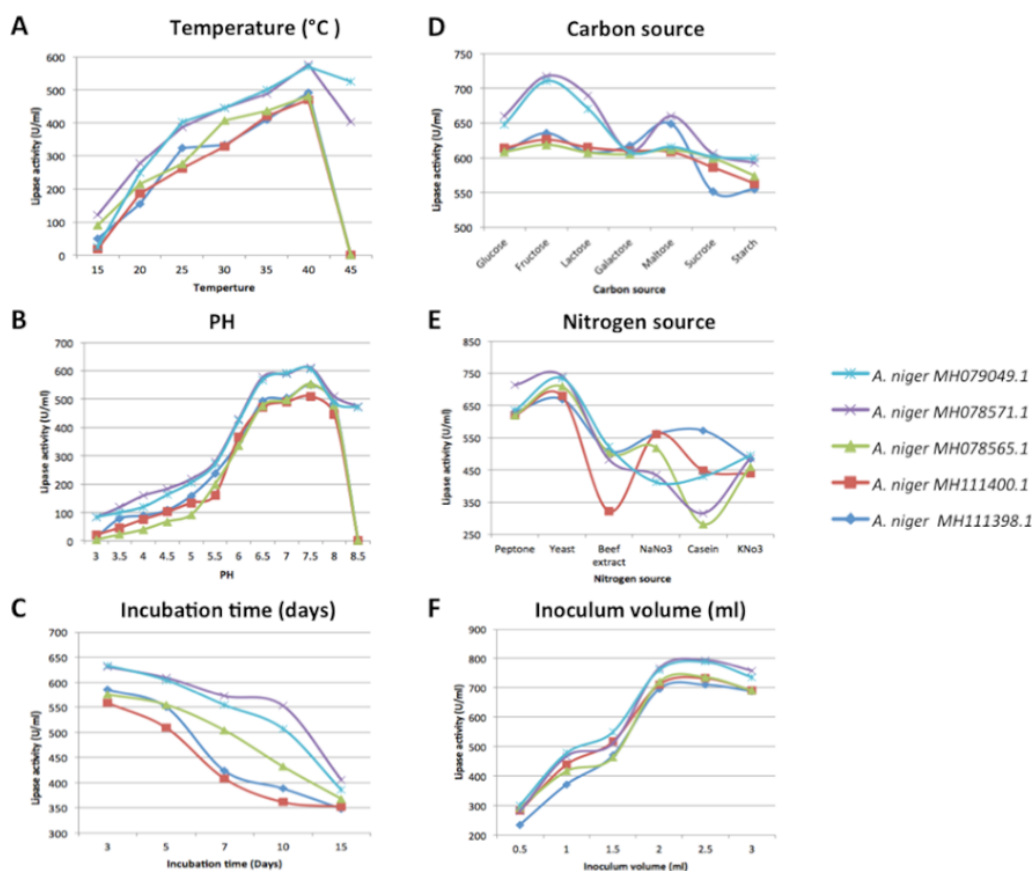 A
Temperature (°C )
Lipase activity (U/ml)
600
500
400
300
200
100
0
15 20 25 30 35 40 45
Temperture
B
PH
Lipase activity (U/ml)
700
600
500
400
300
200
100
0
3 3.5 4 4.5 5 5.5 6 6.5 7 7.5 8 8.5
PH
C
Incubation time (days)
Lipase activity (U/ml)
700
650
600
550
500
450
400
350
300
3 5 7 10 15
Incubation time (Days)
D
Carbon source
Lipase activity (U/ml)
750
700
650
600
550
500
Glucose Fructose Lactose Galactose Maltose Sucrose Starch
Carbon source
E
Nitrogen source
Lipase activity (U/ml)
850
750
650
550
450
350
250
Peptone Yeast Beef NaNo3 Casein KNo3
extract
Nitrogen source
F
Inoculum volume (ml)
Lipase activity (U/ml)
900
800
700
600
500
400
300
200
0.5 1 1.5 2 2.5 3
Inoculum volume (ml)
A. niger MH079049.1
A. niger MH078571.1
A. niger MH078565.1
A. niger MH111400.1
A. niger MH111398.1